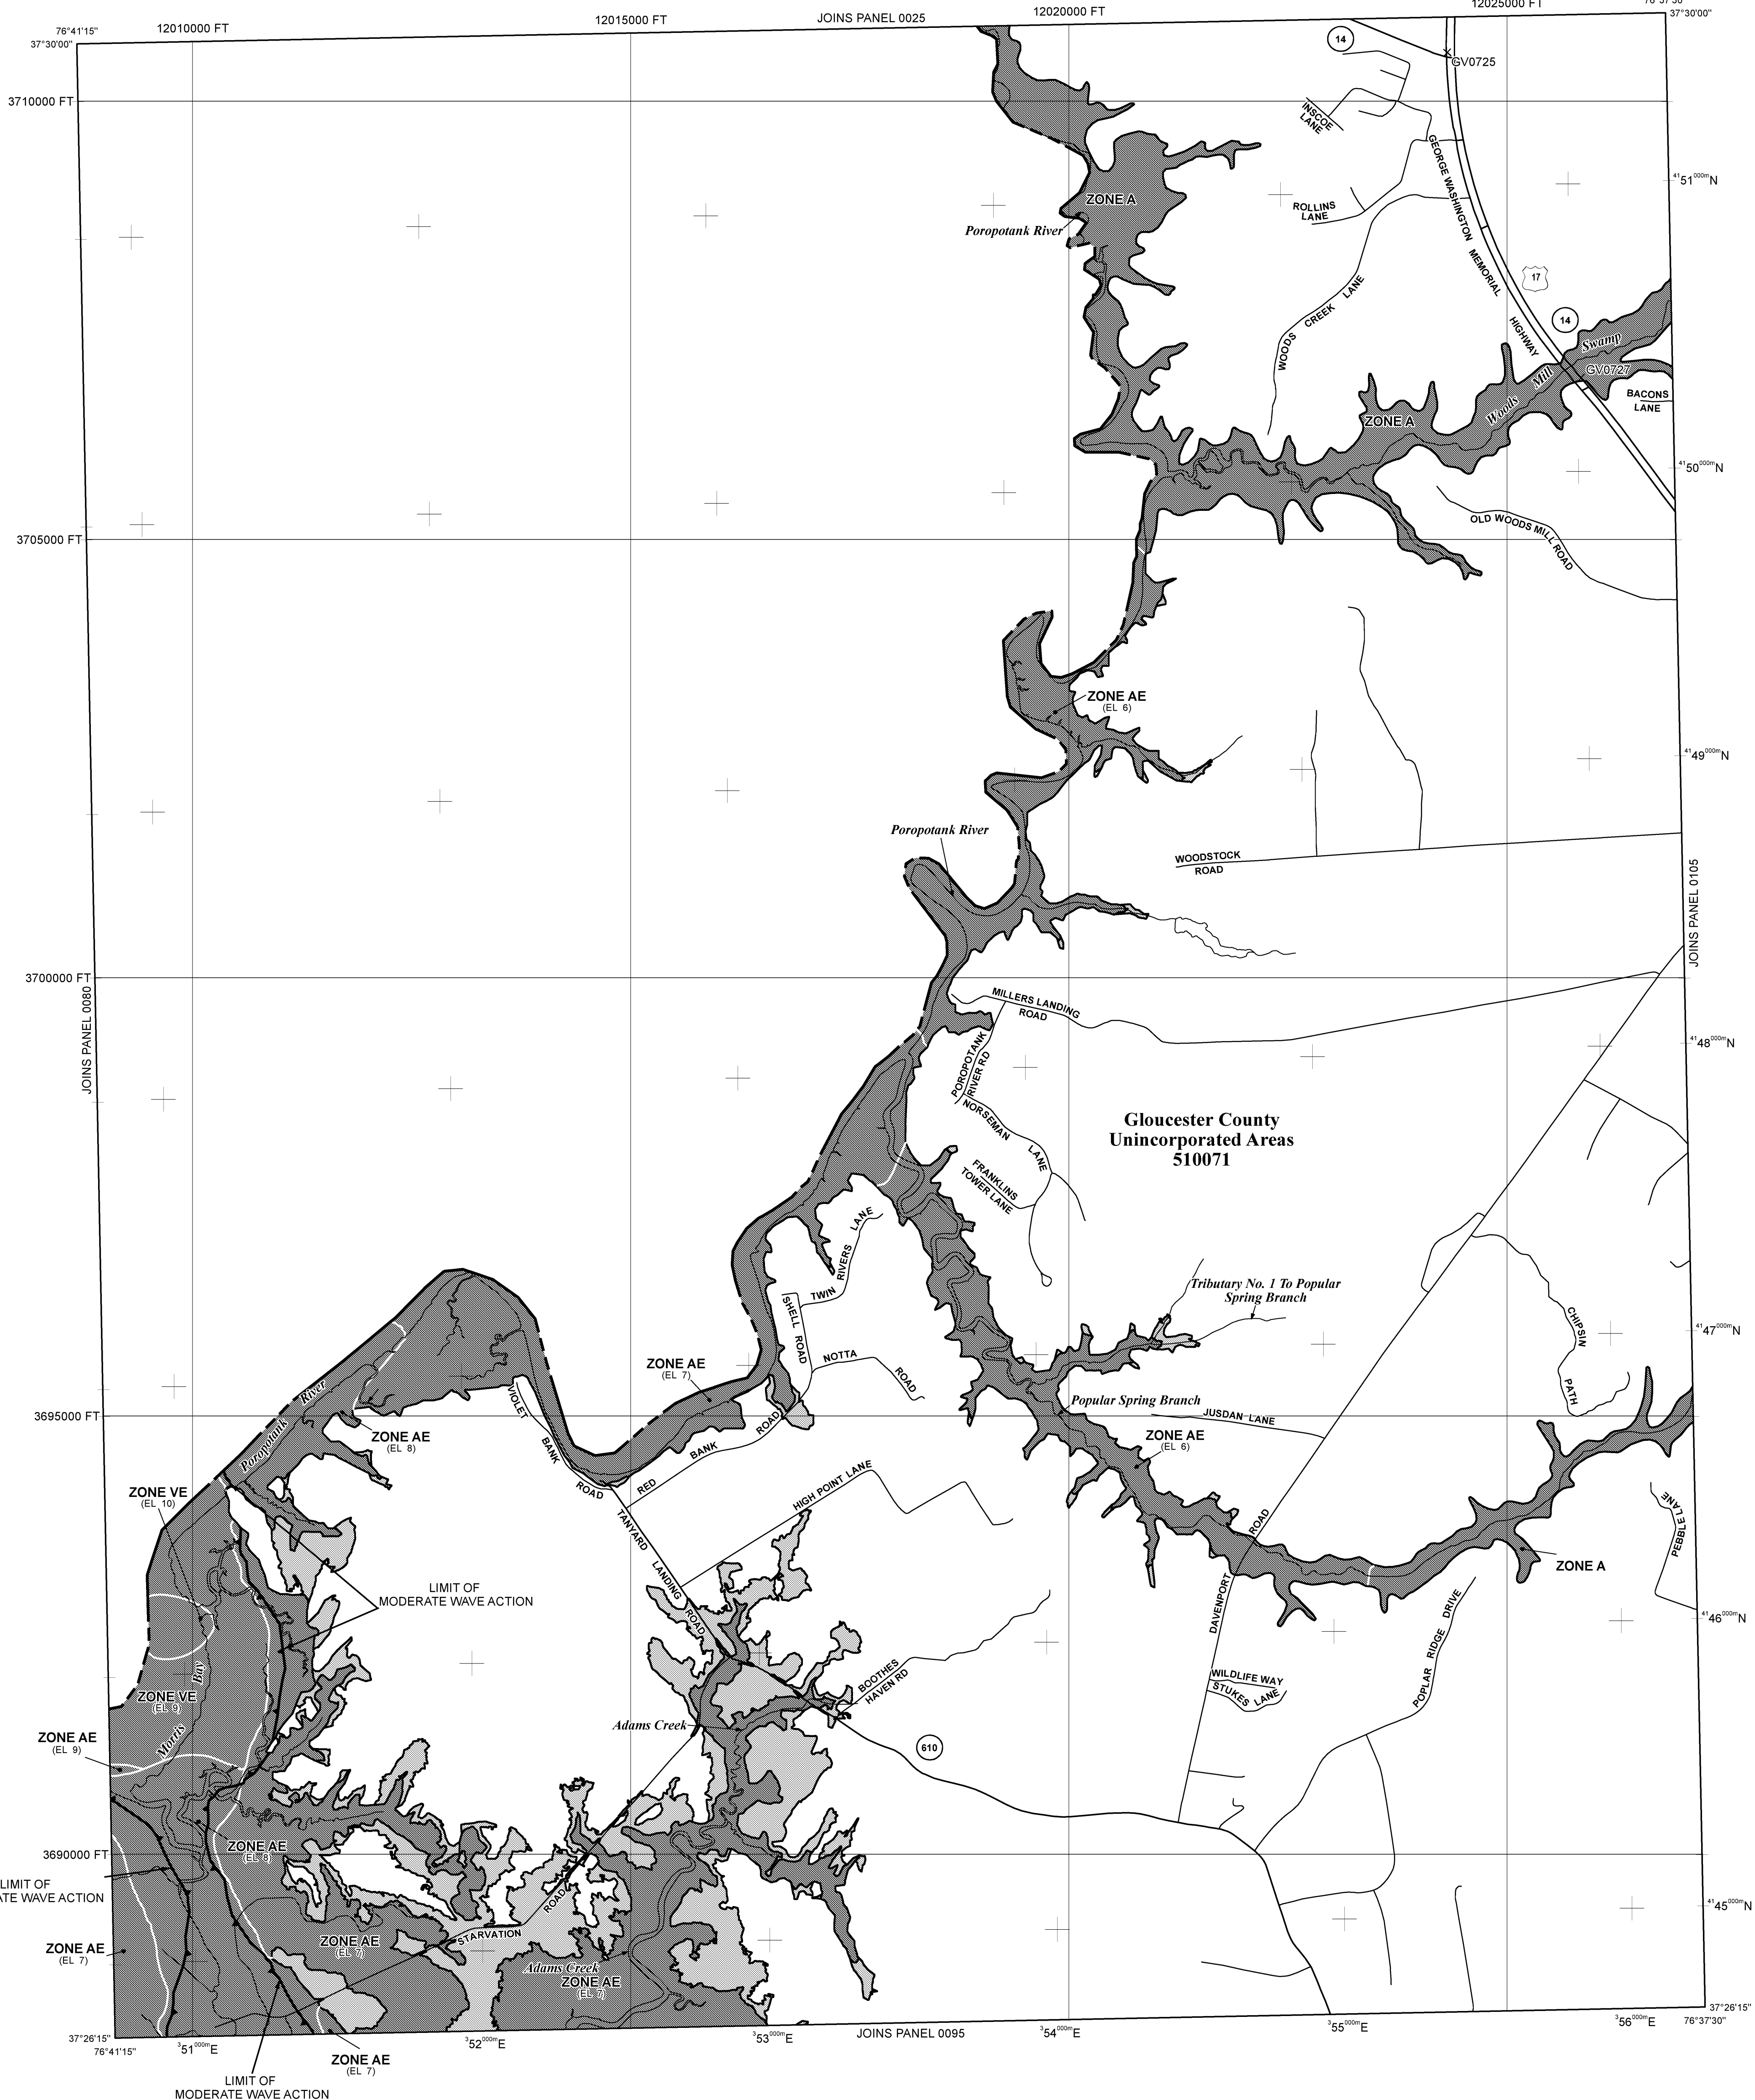 76°41'15"
12010000 FT
12015000 FT
JOINS PANEL 0025
12020000 FT
12025000 FT
37°30'00"
37°30'00"
3710000 FT
14
GV0725
INSCOE
LANE
GEORGE WASHINGTON MEMORIAL HIGHWAY
4151000mN
ZONE A
Poropotank River
ROLLINS
LANE
WOODS CREEK LANE
17
14
Woods Mill Swamp
GV0727
BACONS
LANE
ZONE A
4150000mN
3705000 FT
OLD WOODS MILL ROAD
ZONE AE
(EL 6)
4149000mN
Poropotank River
WOODSTOCK
ROAD
JOINS PANEL 0105
3700000 FT
JOINS PANEL 0080
MILLERS LANDING
ROAD
4148000mN
POROPOTANK
RIVER RD
NORSEMAN LANE
FRANKLINS
TOWER LANE
Gloucester County
Unincorporated Areas
510071
TWIN RIVERS LANE
SHELL ROAD
NOTTA ROAD
Tributary No. 1 To Popular
Spring Branch
CHIPSIN PATH
4147000mN
ZONE AE
(EL 7)
Poropotank River
3695000 FT
VIOLET BANK ROAD
RED BANK ROAD
Popular Spring Branch
JUSDAN LANE
ZONE AE
(EL 8)
ZONE AE
(EL 6)
HIGH POINT LANE
ZONE VE
(EL 10)
TANYARD LANDING ROAD
DAVENPORT ROAD
PEBBLE LANE
ZONE A
LIMIT OF
MODERATE WAVE ACTION
4146000mN
POPLAR RIDGE DRIVE
BOOTHES
HAVEN RD
WILDLIFE WAY
STUKES LANE
ZONE VE
(EL 9)
Morris Bay
Adams Creek
ZONE AE
(EL 9)
610
ZONE AE
(EL 8)
3690000 FT
LIMIT OF
ATE WAVE ACTION
STARVATION ROAD
4145000mN
ZONE AE
(EL 7)
ZONE AE
(EL 7)
Adams Creek
ZONE AE
(EL 7)
37°26'15"
37°26'15"
76°41'15"
351000mE
352000mE
353000mE
JOINS PANEL 0095
354000mE
355000mE
356000mE
76°37'30"
ZONE AE
(EL 7)
LIMIT OF
MODERATE WAVE ACTION